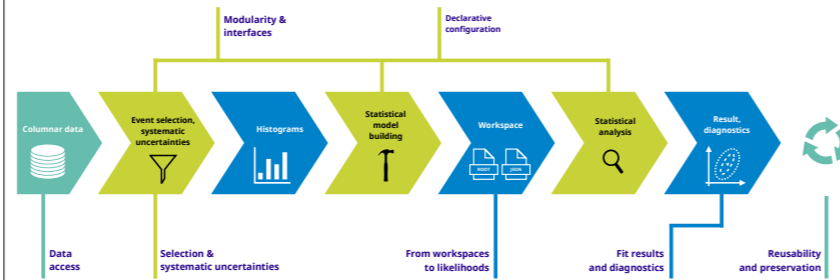 Modularity &
interfaces
Declarative
configuration
Columnar data
Event selection,
systematic
uncertainties
Histograms
Statistical
model
building
Workspace
ROOT
JSON
Statistical
analysis
Result,
diagnostics
Data
access
Selection &
systematic uncertainties
From workspaces
to likelihoods
Fit results
and diagnostics
Reusability
and preservation